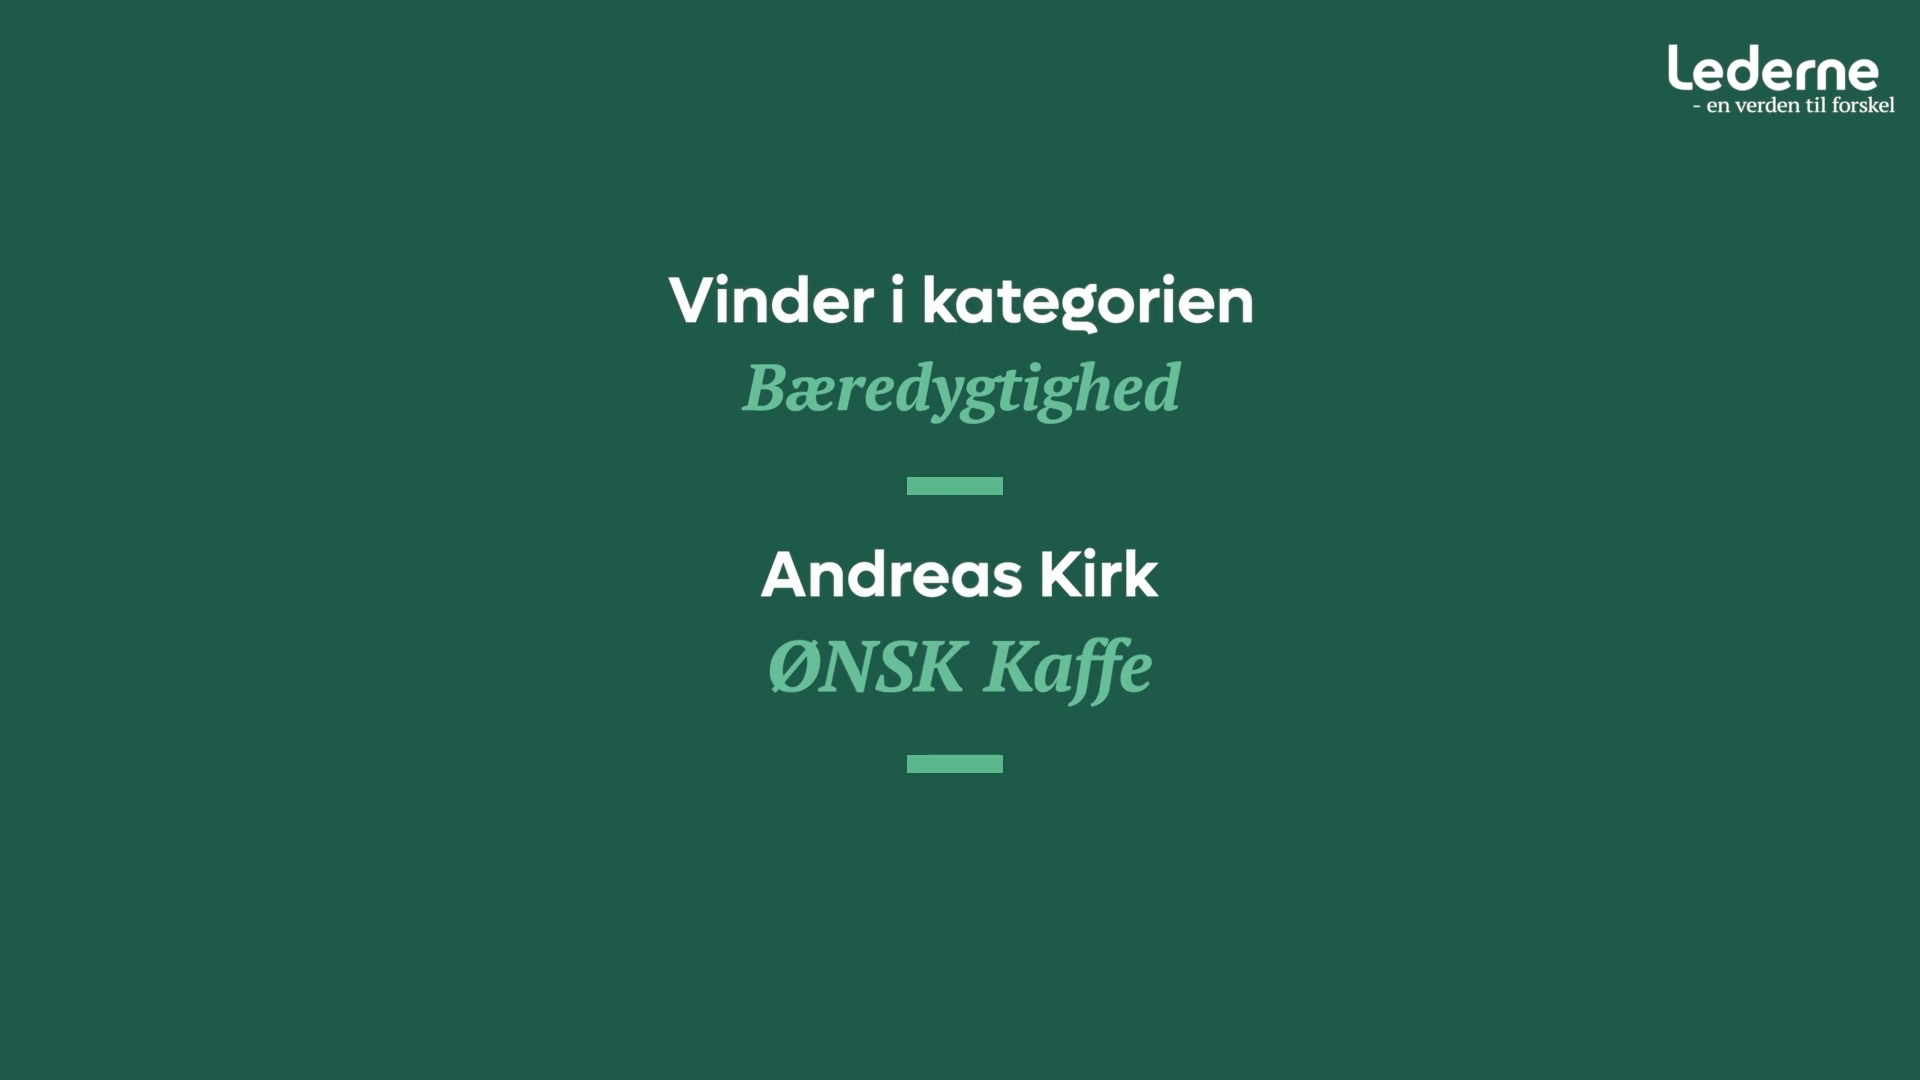 Lederne
- en verden til forskel
Vinder i kategorien
Bæredygtighed
Andreas Kirk
ØNSK Kaffe